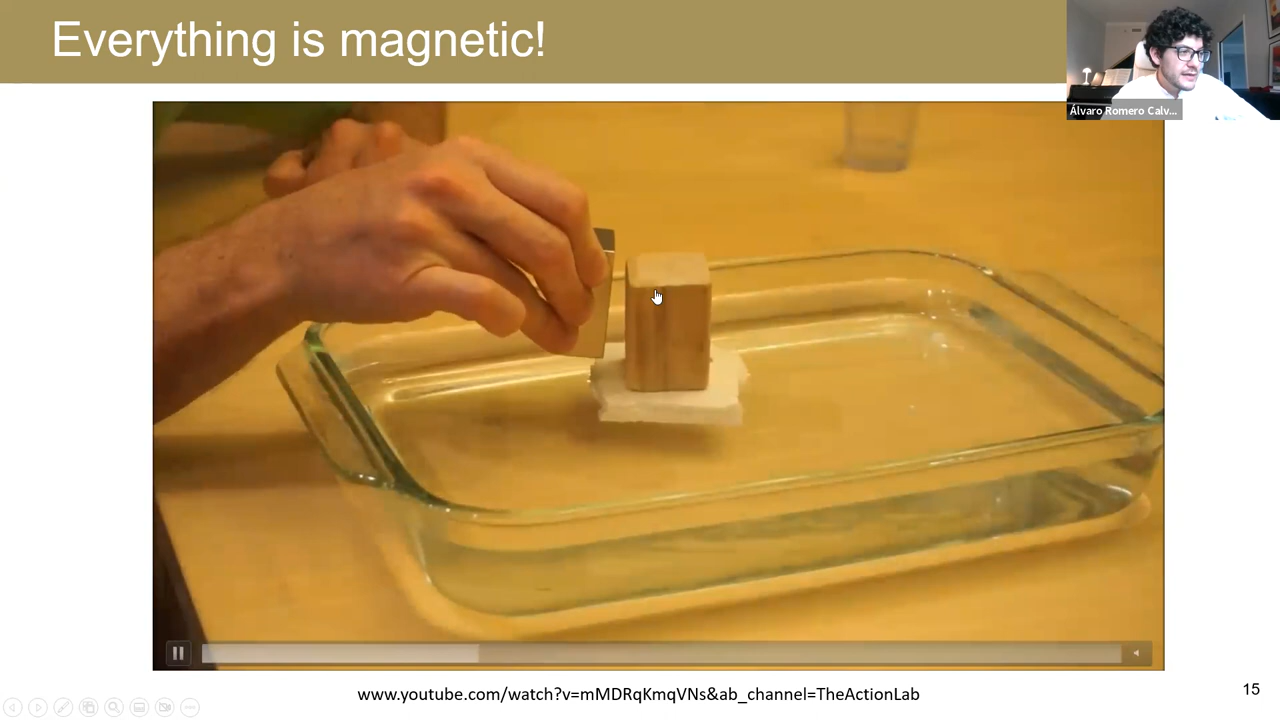 Everything is magnetic!
Álvaro Romero Calv...
www.youtube.com/watch?v=mMDRqKmqVNs&ab_channel=TheActionLab
15